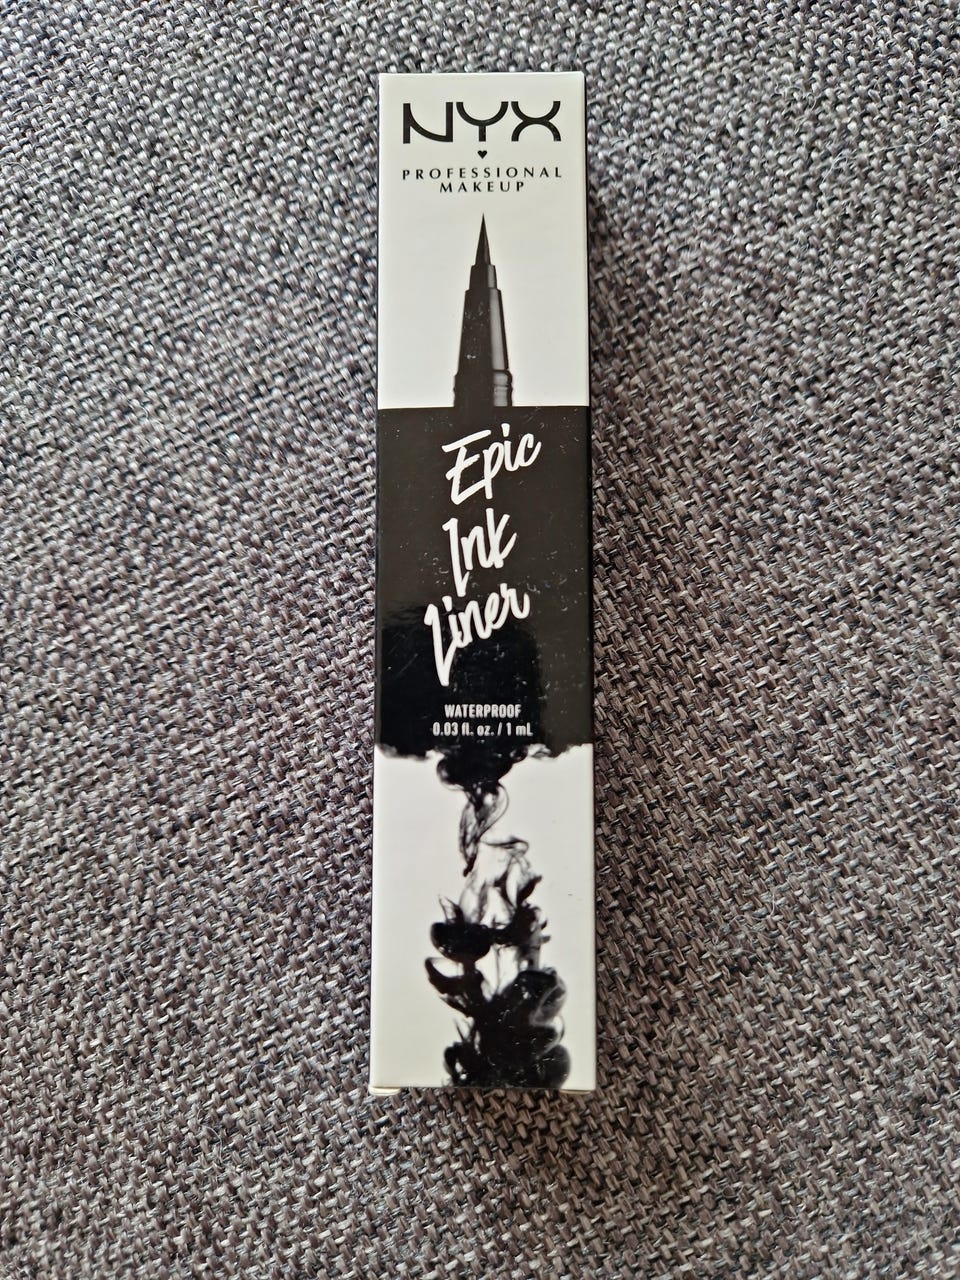 NYX
PROFESSIONAL
MAKEUP
Epic
Ink
Liner
WATERPROOF
0.03 fl. oz. / 1 mL